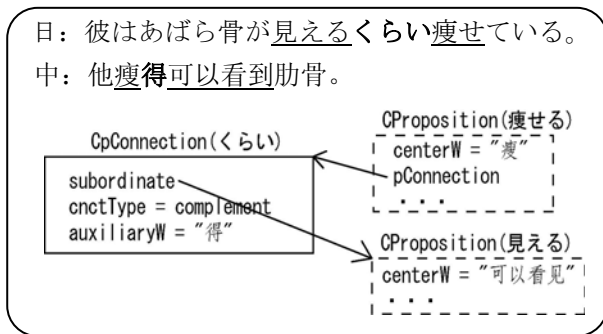 日：彼はあばら骨が見えるくらい痩せている。
中：他瘦得可以看到肋骨。
CpConnection(くらい)
subordinate
cnctType = complement
auxiliaryW = "得"
CProposition(痩せる)
centerW = "瘦"
pConnection
・・・
CProposition(見える)
centerW = "可以看见"
・・・